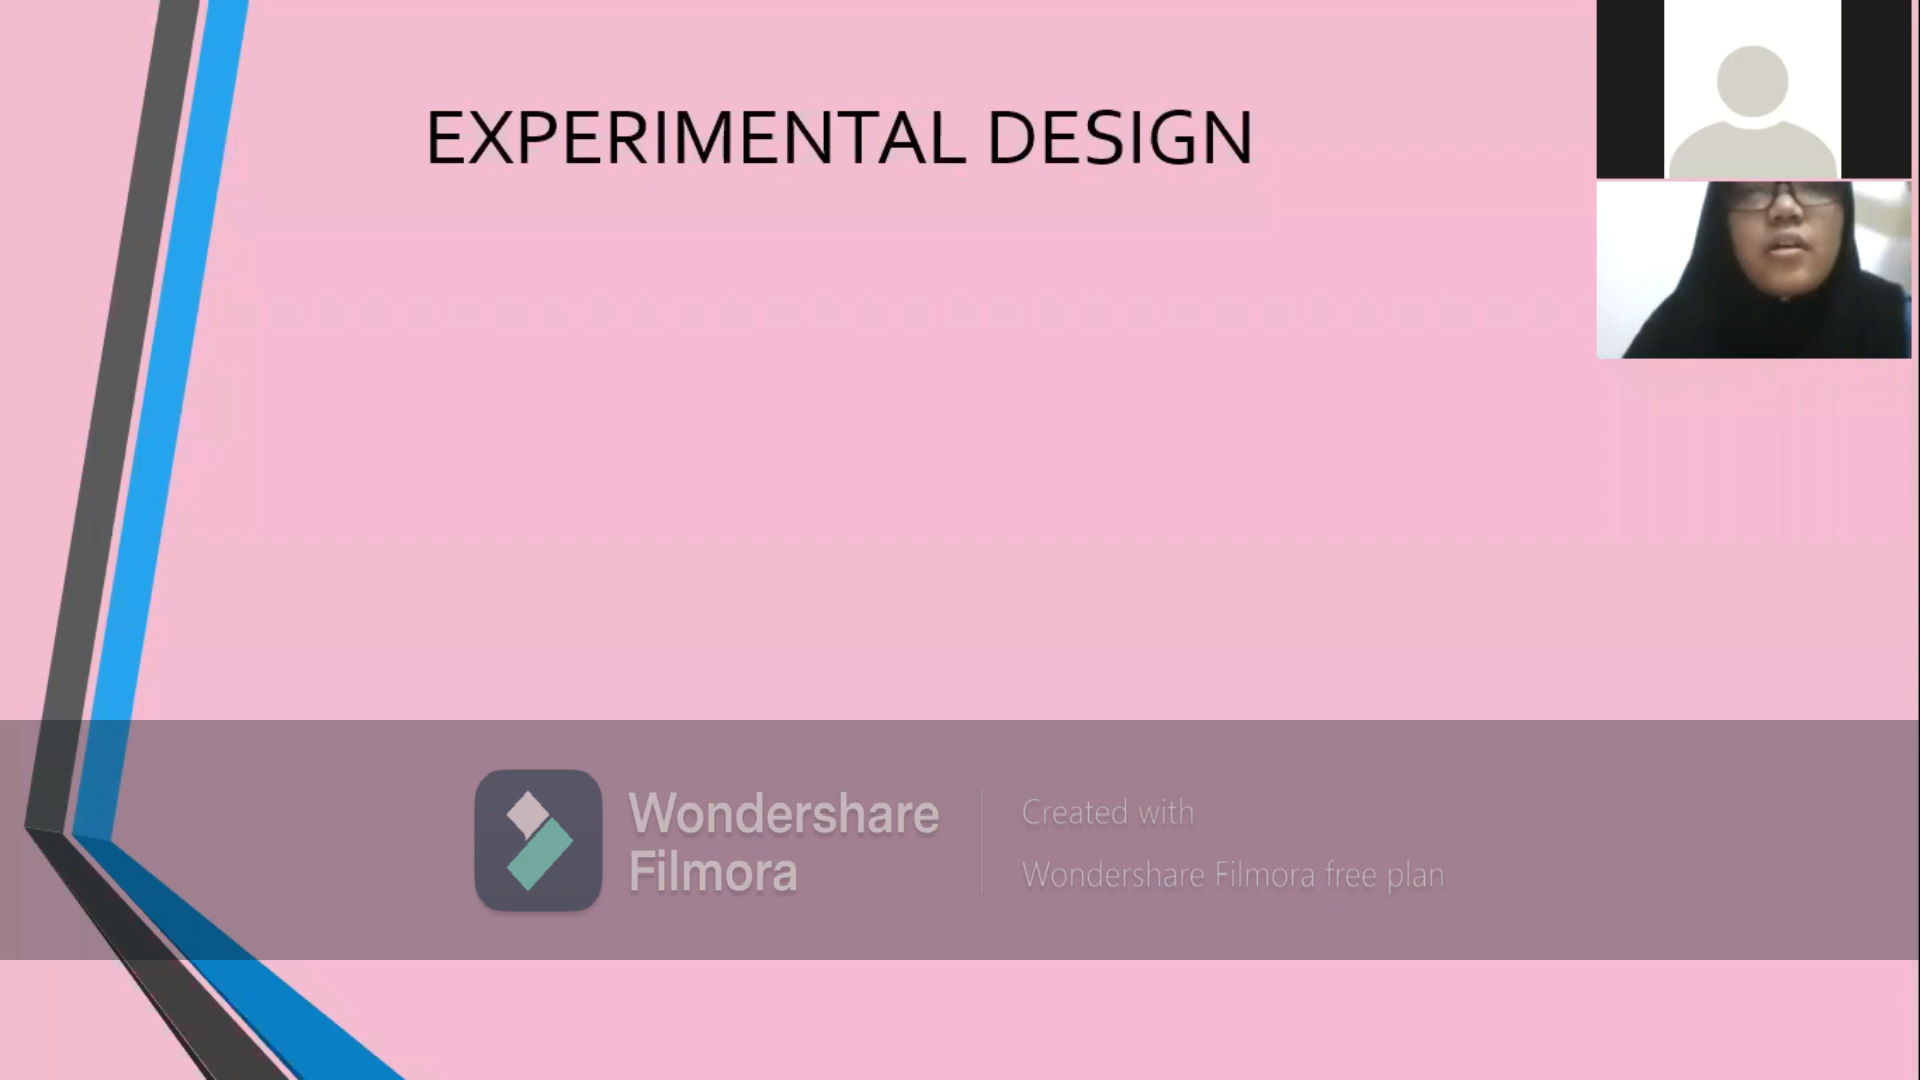 EXPERIMENTAL DESIGN
Wondershare
Filmora
Created with
Wondershare Filmora free plan